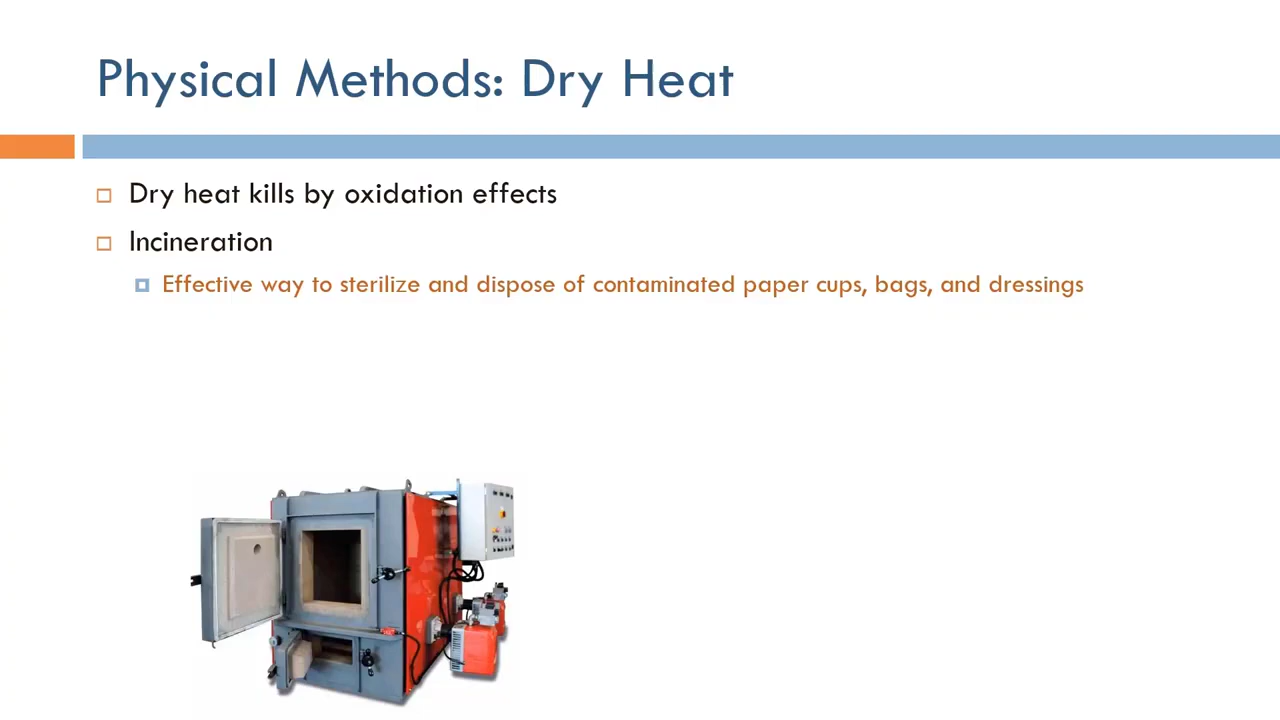 Physical Methods: Dry Heat
Dry heat kills by oxidation effects
Incineration
Effective way to sterilize and dispose of contaminated paper cups, bags, and dressings